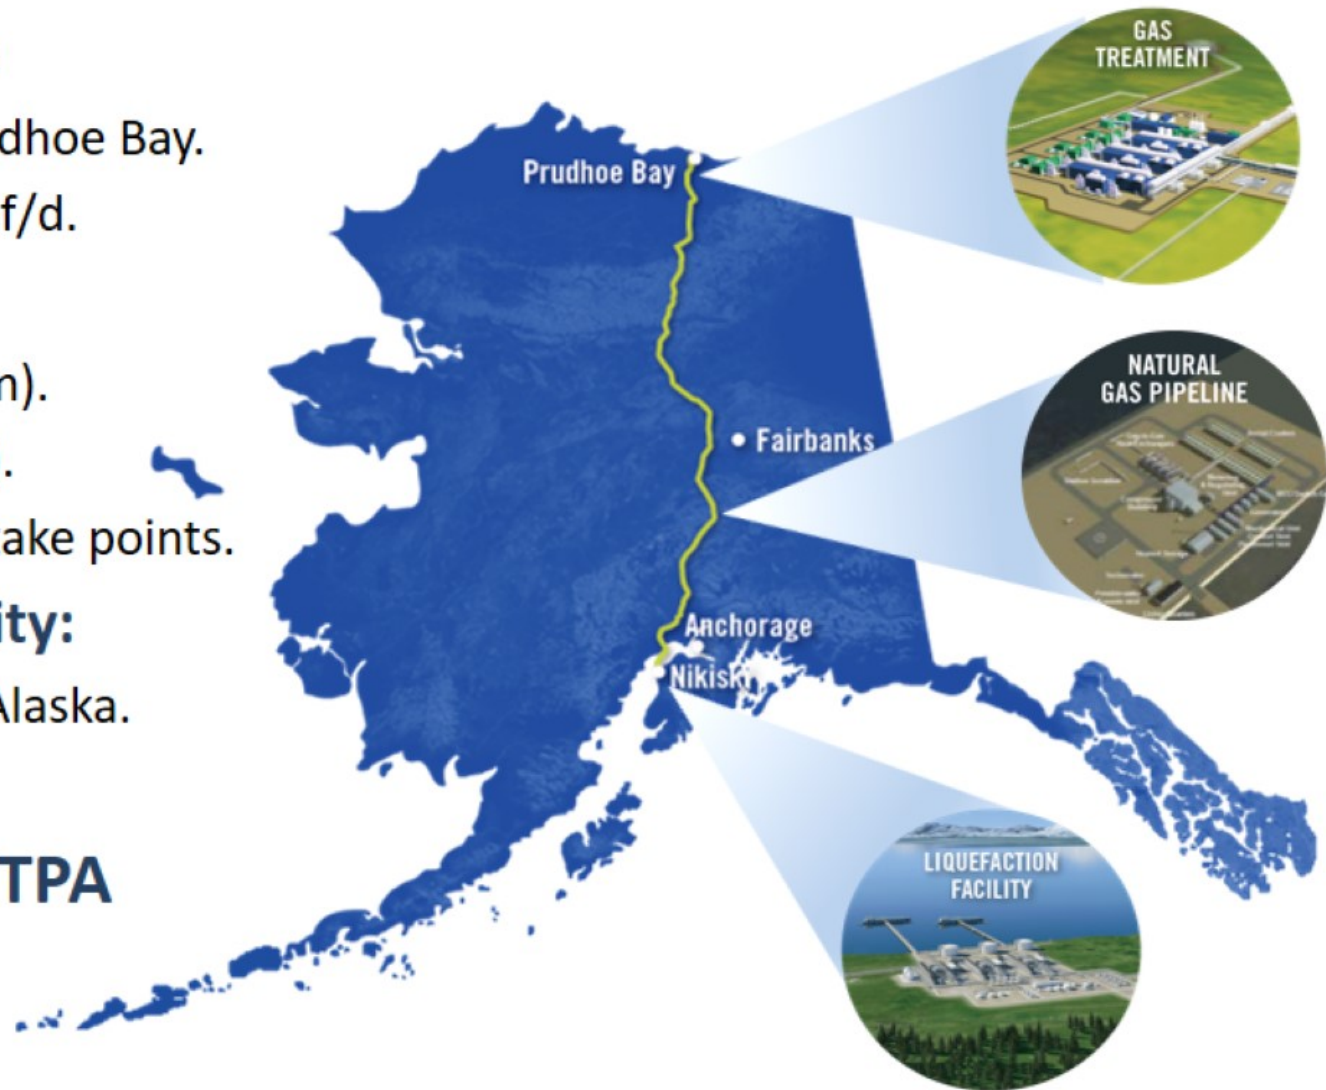 dhoe Bay.
f/d.
n).
.
ake points.
ity:
Alaska.
TPA
GAS
TREATMENT
Prudhoe Bay
NATURAL
GAS PIPELINE
Fairbanks
Anchorage
Nikiski
LIQUEFACTION
FACILITY